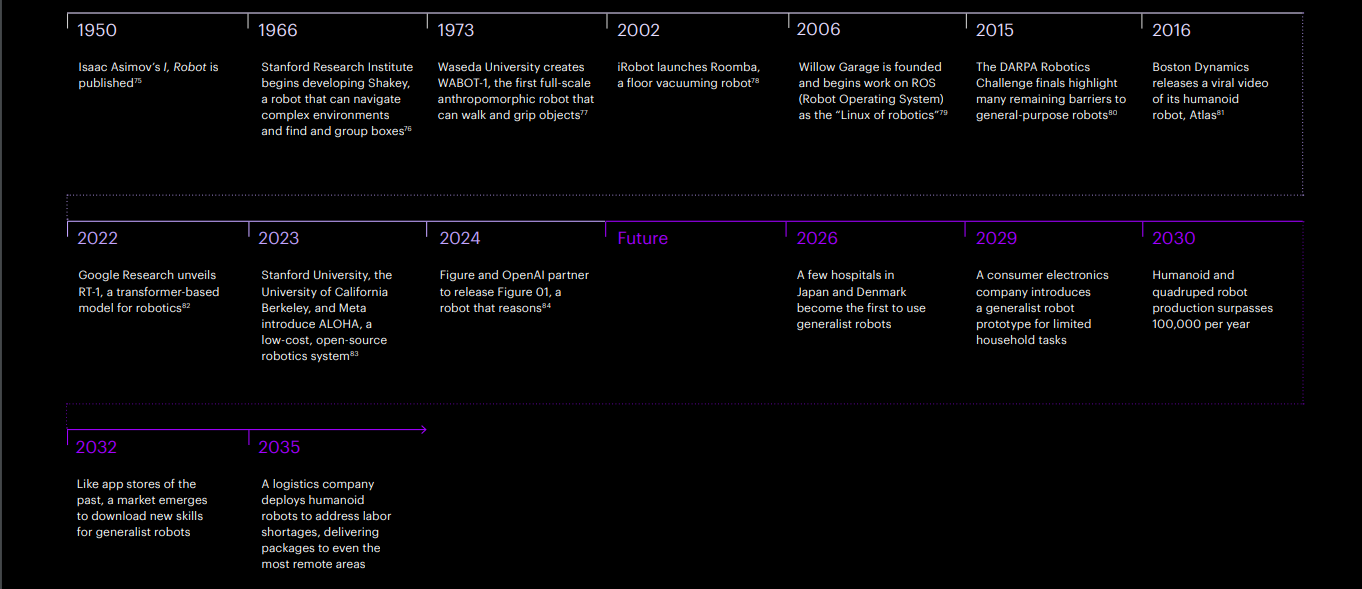 1950
Isaac Asimov's I, Robot is
published75
1966
Stanford Research Institute
begins developing Shakey,
a robot that can navigate
complex environments
and find and group boxes76
1973
Waseda University creates
WABOT-1, the first full-scale
anthropomorphic robot that
can walk and grip objects77
2002
iRobot launches Roomba,
a floor vacuuming robot78
2006
Willow Garage is founded
and begins work on ROS
(Robot Operating System)
as the “Linux of robotics”79
2015
The DARPA Robotics
Challenge finals highlight
many remaining barriers to
general-purpose robots80
2016
Boston Dynamics
releases a viral video
of its humanoid
robot, Atlas81
2022
Google Research unveils
RT-1, a transformer-based
model for robotics82
2023
Stanford University, the
University of California
Berkeley, and Meta
introduce ALOHA, a
low-cost, open-source
robotics system83
2024
Figure and OpenAI partner
to release Figure 01, a
robot that reasons84
Future
2026
A few hospitals in
Japan and Denmark
become the first to use
generalist robots
2029
A consumer electronics
company introduces
a generalist robot
prototype for limited
household tasks
2030
Humanoid and
quadruped robot
production surpasses
100,000 per year
2032
Like app stores of the
past, a market emerges
to download new skills
for generalist robots
2035
A logistics company
deploys humanoid
robots to address labor
shortages, delivering
packages to even the
most remote areas